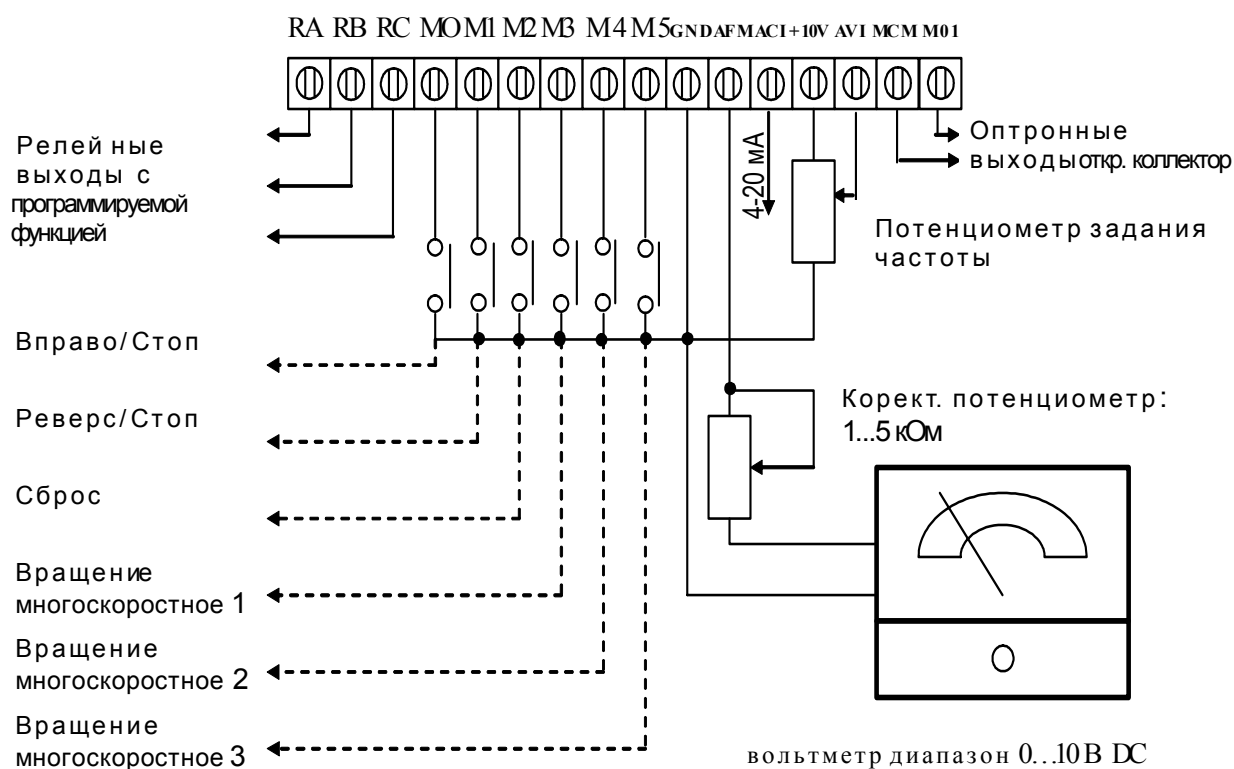 RA RB RC MO M1 M2 M3 M4 M5 GND AFM ACI +10V AVI MCM M01
Релейные
выходы с
программируемой
функцией
4-20 мА
Оптронные
выходы откр. коллектор
Потенциометр задания
частоты
Вправо/Стоп
Реверс/Стоп
Корект. потенциометр:
1...5 кОм
Сброс
Вращение
многоскоростное 1
Вращение
многоскоростное 2
Вращение
многоскоростное 3
вольтметр диапазон 0...10 В DC